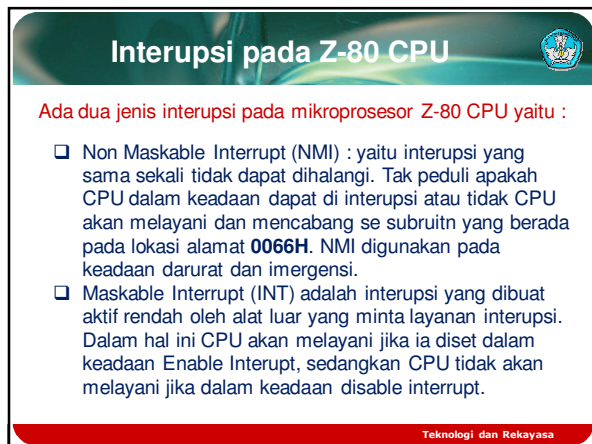 Interupsi pada Z-80 CPU
Ada dua jenis interupsi pada mikroprosesor Z-80 CPU yaitu :
❑ Non Maskable Interrupt (NMI) : yaitu interupsi yang
sama sekali tidak dapat dihalangi. Tak peduli apakah
CPU dalam keadaan dapat di interupsi atau tidak CPU
akan melayani dan mencabang se subruitn yang berada
pada lokasi alamat 0066H. NMI digunakan pada
keadaan darurat dan imergensi.
❑ Maskable Interrupt (INT) adalah interupsi yang dibuat
aktif rendah oleh alat luar yang minta layanan interupsi.
Dalam hal ini CPU akan melayani jika ia diset dalam
keadaan Enable Interupt, sedangkan CPU tidak akan
melayani jika dalam keadaan disable interrupt.
Teknologi dan Rekayasa